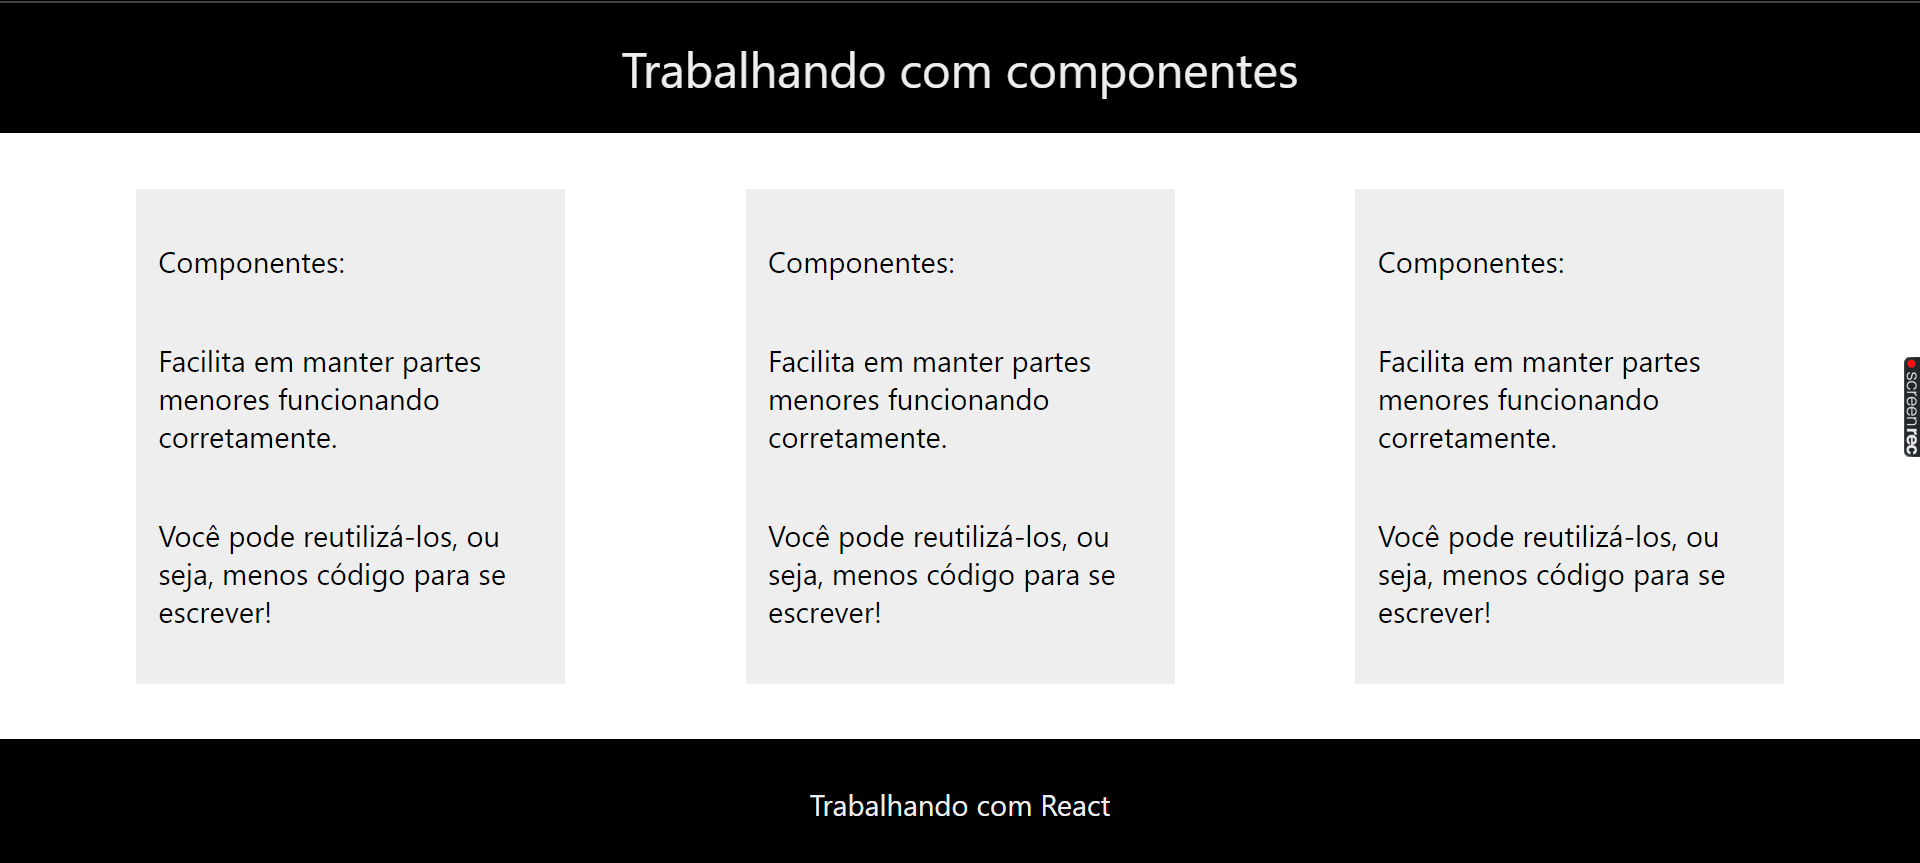 Trabalhando com componentes
Componentes:
Facilita em manter partes
menores funcionando
corretamente.
Você pode reutilizá-los, ou
seja, menos código para se
escrever!
Componentes:
Facilita em manter partes
menores funcionando
corretamente.
Você pode reutilizá-los, ou
seja, menos código para se
escrever!
Componentes:
Facilita em manter partes
menores funcionando
corretamente.
Você pode reutilizá-los, ou
seja, menos código para se
escrever!
screenrec
Trabalhando com React